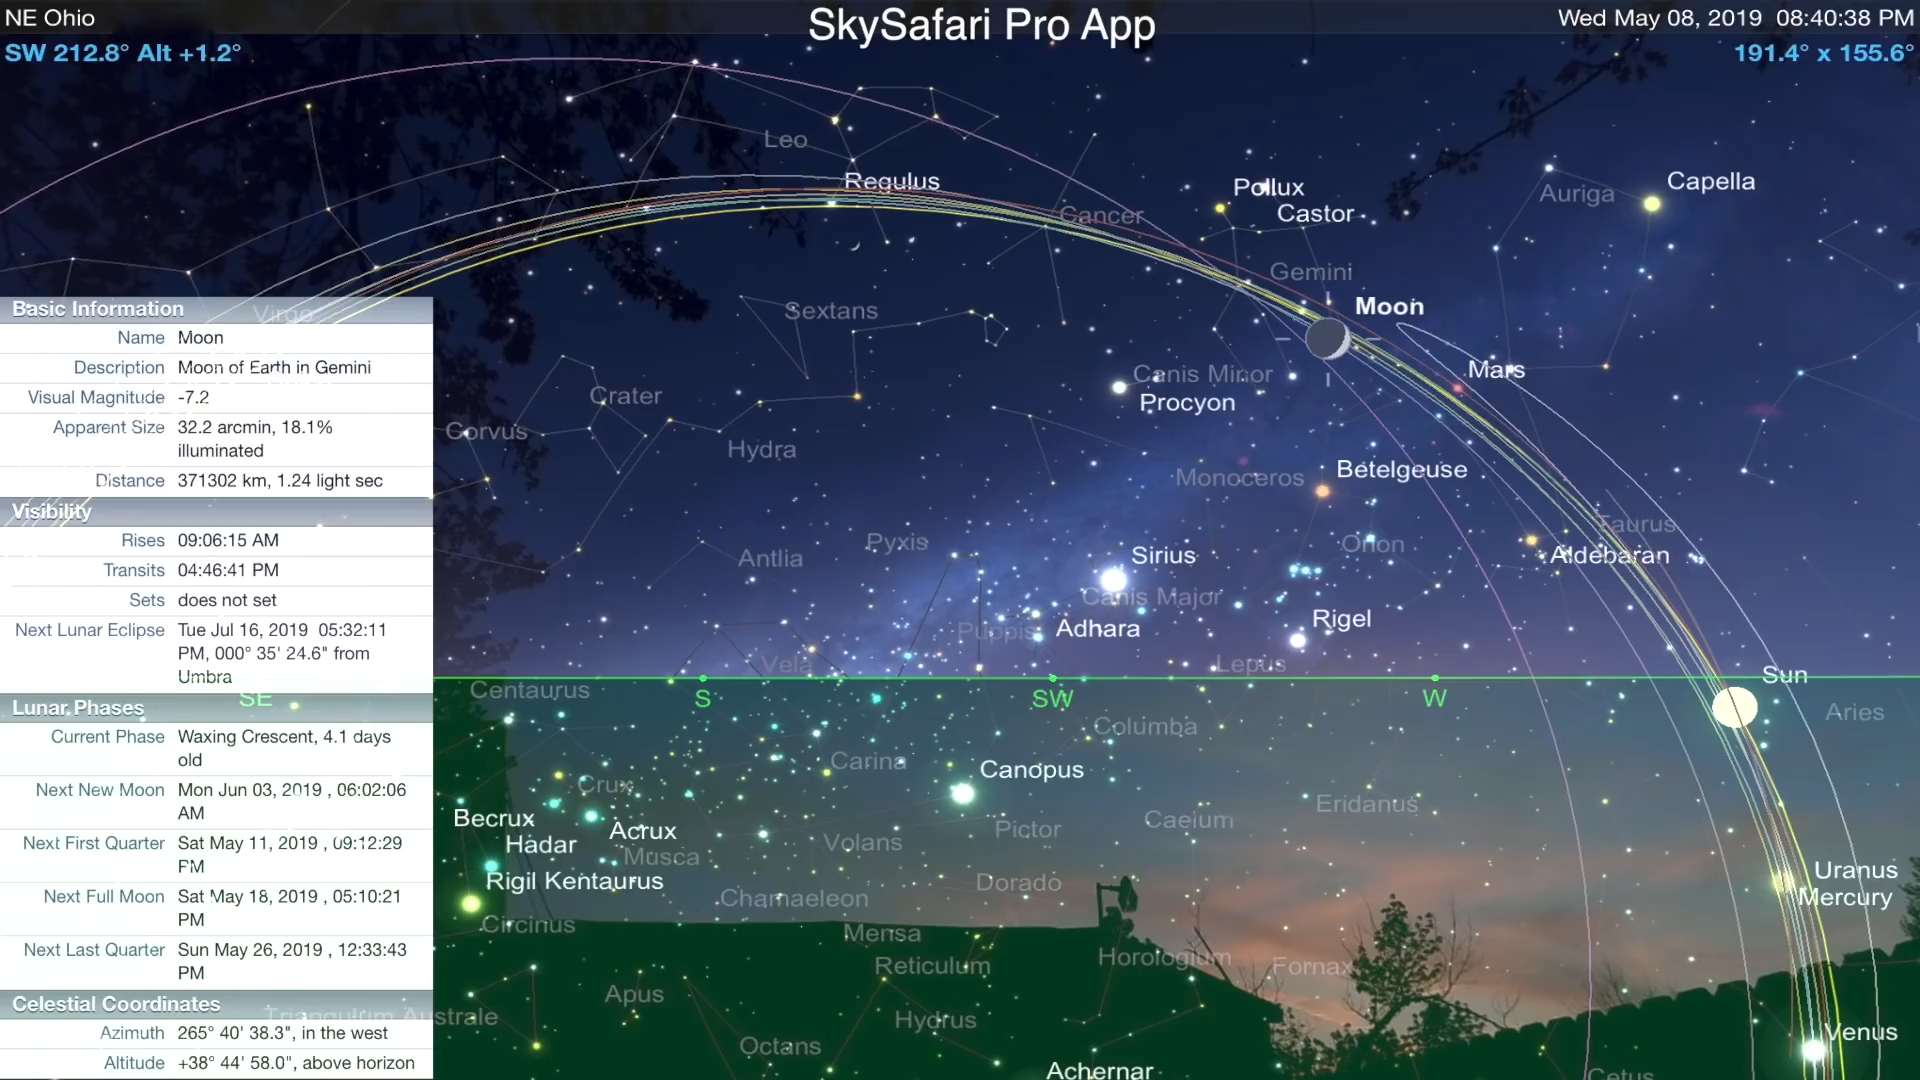 NE Ohio
SkySafari Pro App
Wed May 08, 2019 08:40:38 PM
SW 212.8° Alt +1.2°
191.4° x 155.6°
Leo
Regulus
Pollux
Capella
Auriga
Castor
Cancer
Gemini
Sextans
Moon
Mars
Canis Minor
Procyon
Crater
Corvus
Hydra
Betelgeuse
Monoceros
Taurus
Pyxis
Orion
Antlia
Sirius
Aldebaran
Canis Major
Rigel
Puppis
Adhara
Vela
Lepus
Sun
Centaurus
S
SW
W
Aries
Columba
Carina
Canopus
Crux
Eridanus
Becrux
Acrux
Pictor
Caelum
Hadar
Volans
Musca
Rigil Kentaurus
Dorado
Uranus
Chamaeleon
Mercury
Circinus
Mensa
Reticulum
Horologium
Fornax
Apus
Hydrus
Venus
Octans
Achernar
Cetus
Virgo
Basic Information
Name Moon
Description Moon of Earth in Gemini
Visual Magnitude -7.2
Apparent Size 32.2 arcmin, 18.1%
illuminated
Distance 371302 km, 1.24 light sec
Visibility
Rises 09:06:15 AM
Transits 04:46:41 PM
Sets does not set
Next Lunar Eclipse Tue Jul 16, 2019 05:32:11
PM, 000° 35' 24.6" from
Umbra
SE
Lunar Phases
Current Phase Waxing Crescent, 4.1 days
old
Next New Moon Mon Jun 03, 2019 , 06:02:06
AM
Next First Quarter Sat May 11, 2019 , 09:12:29
PM
Next Full Moon Sat May 18, 2019 , 05:10:21
PM
Next Last Quarter Sun May 26, 2019 , 12:33:43
PM
Celestial Coordinates
Triangulum Australe
Azimuth 265° 40' 38.3", in the west
Altitude +38° 44' 58.0", above horizon